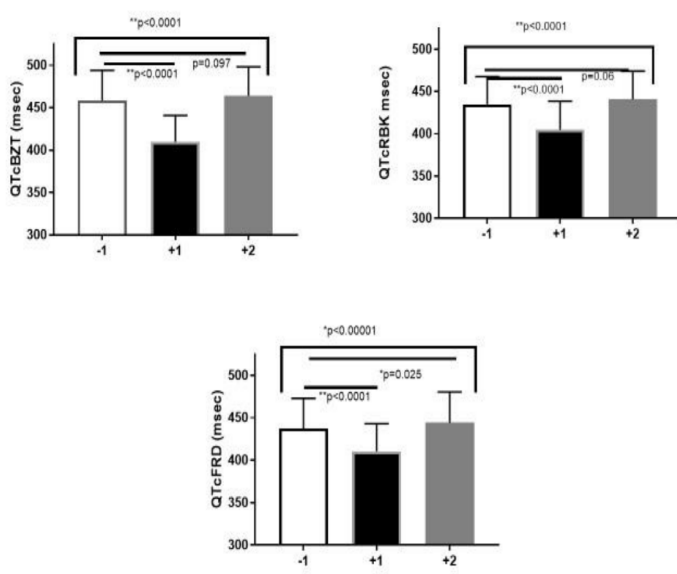 **p<0.0001
p=0.097
**p<0.0001
QTcBZT (msec)
500
450
400
350
300
-1
+1
+2
**p<0.0001
p=0.06
**p<0.0001
QTcRBK msec)
500
450
400
350
300
-1
+1
+2
*p<0.00001
*p=0.025
**p<0.0001
QTcFRD (msec)
500
450
400
350
300
-1
+1
+2